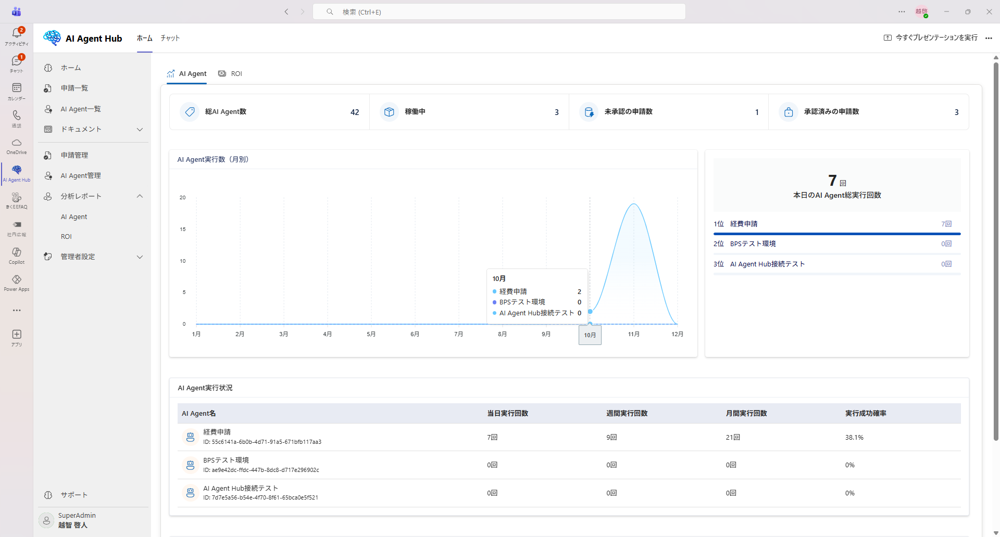 検索 (Ctrl+E)
越啓
2
アクティビティ
1
チャット
カレンダー
通話
OneDrive
AI Agent Hub
きくミミFAQ
社内広報
Copilot
Power Apps
アプリ
AI Agent Hub
ホーム
チャット
今すぐプレゼンテーションを実行
ホーム
申請一覧
AI Agent一覧
ドキュメント
申請管理
AI Agent管理
分析レポート
AI Agent
ROI
管理者設定
サポート
SuperAdmin
越智 啓人
AI Agent
ROI
総AI Agent数 42
稼働中 3
未承認の申請数 1
承認済みの申請数 3
AI Agent実行数（月別）
20
15
10
5
0
1月 2月 3月 4月 5月 6月 7月 8月 9月 10月 11月 12月
10月
経費申請 2
BPSテスト環境 0
AI Agent Hub接続テスト 0
7 回
本日のAI Agent総実行回数
1位 経費申請 7回
2位 BPSテスト環境 0回
3位 AI Agent Hub接続テスト 0回
AI Agent実行状況
AI Agent名 当日実行回数 週間実行回数 月間実行回数 実行成功確率
経費申請
ID: 55c6141a-6b0b-4d71-91a5-671bfb117aa3
7回 9回 21回 38.1%
BPSテスト環境
ID: ae9e42dc-ffdc-447b-8dc8-d717e296902c
0回 0回 0回 0%
AI Agent Hub接続テスト
ID: 7d7e5a56-b54e-4f70-8f61-65bca0e5f521
0回 0回 0回 0%